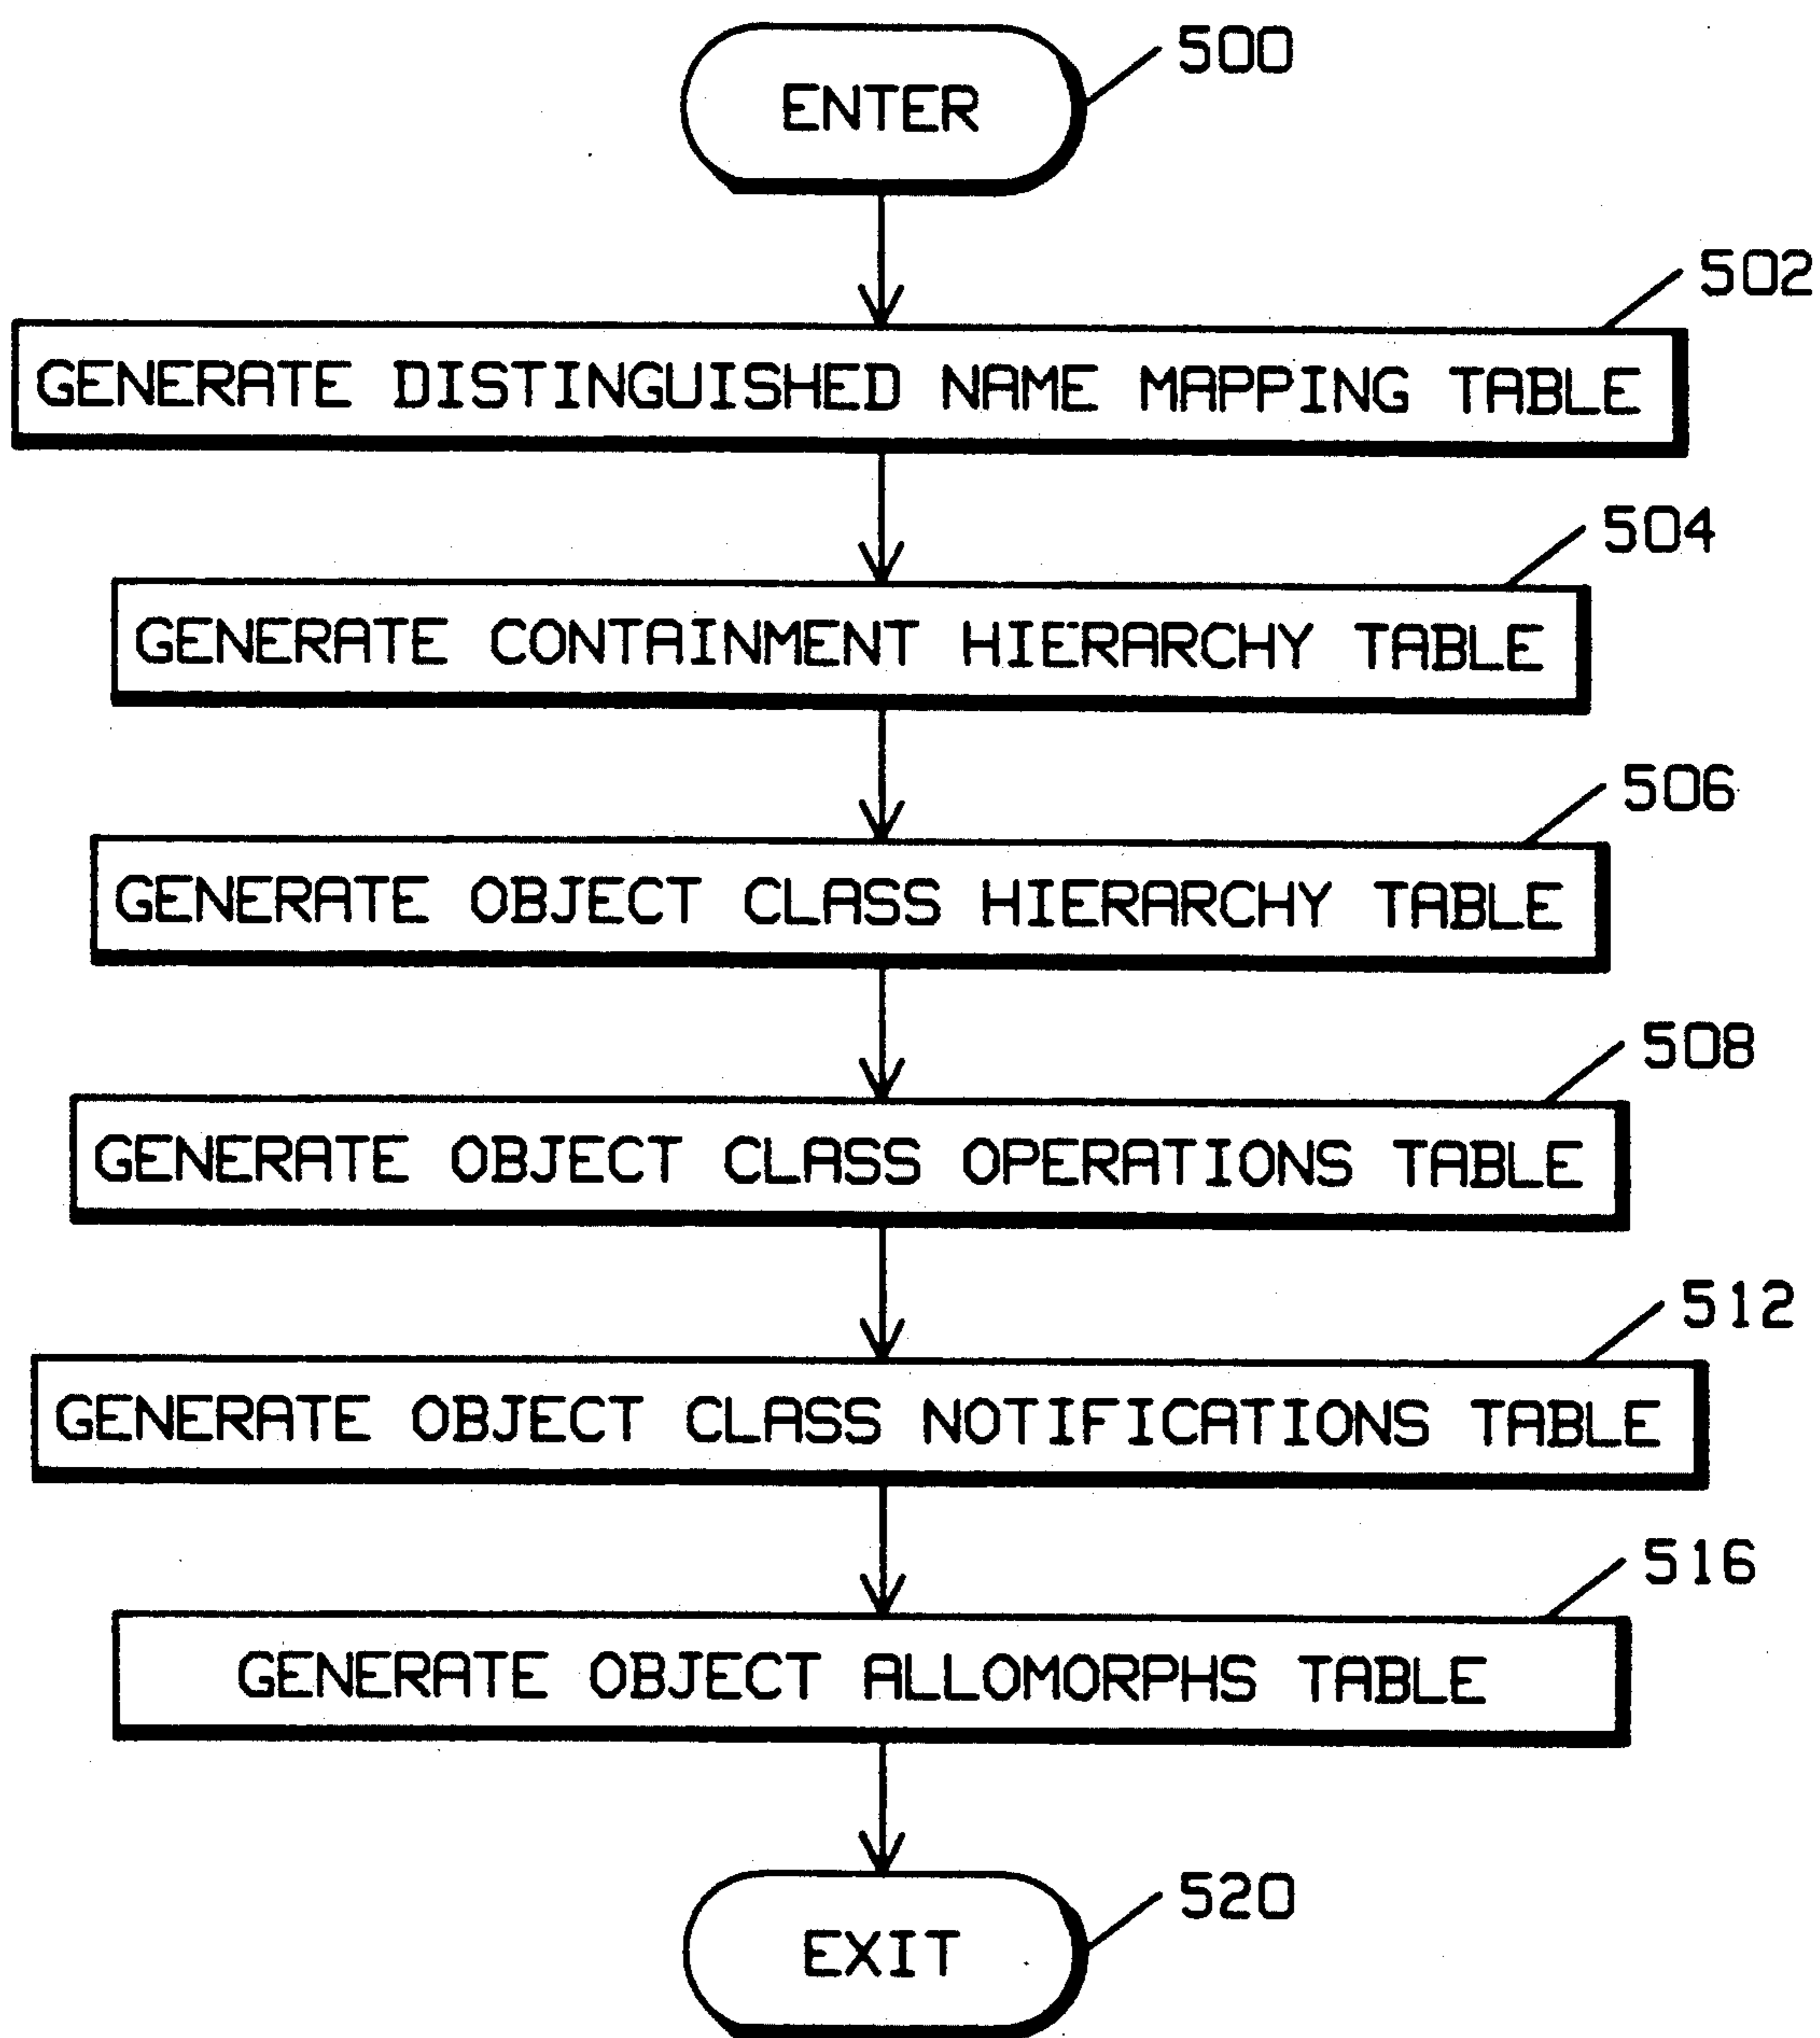 500
ENTER
502
GENERATE DISTINGUISHED NAME MAPPING TABLE
504
GENERATE CONTAINMENT HIERARCHY TABLE
506
GENERATE OBJECT CLASS HIERARCHY TABLE
508
GENERATE OBJECT CLASS OPERATIONS TABLE
512
GENERATE OBJECT CLASS NOTIFICATIONS TABLE
516
GENERATE OBJECT ALLOMORPHS TABLE
520
EXIT